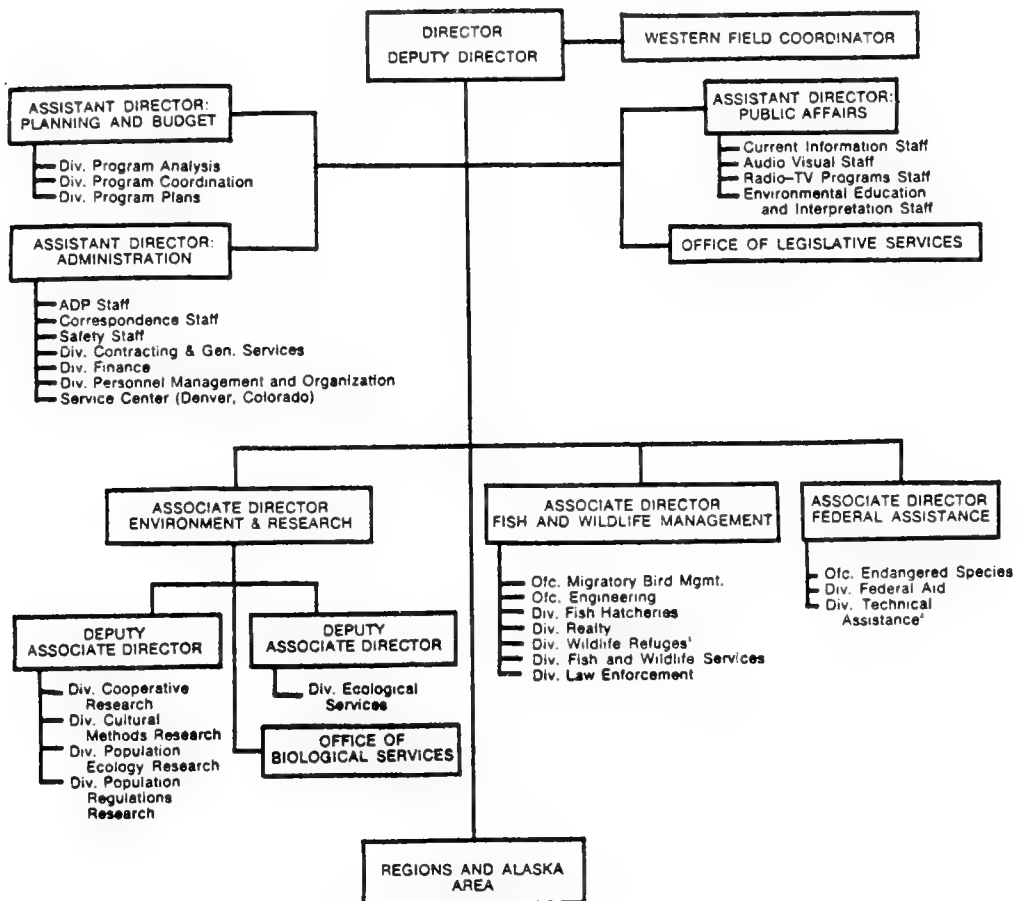 DIRECTOR
DEPUTY DIRECTOR
WESTERN FIELD COORDINATOR
ASSISTANT DIRECTOR:
PLANNING AND BUDGET
Div. Program Analysis
Div. Program Coordination
Div. Program Plans
ASSISTANT DIRECTOR:
PUBLIC AFFAIRS
Current Information Staff
Audio Visual Staff
Radio-TV Programs Staff
Environmental Education
and Interpretation Staff
ASSISTANT DIRECTOR:
ADMINISTRATION
OFFICE OF LEGISLATIVE SERVICES
ADP Staff
Correspondence Staff
Safety Staff
Div. Contracting & Gen. Services
Div. Finance
Div. Personnel Management and Organization
Service Center (Denver, Colorado)
ASSOCIATE DIRECTOR
ENVIRONMENT & RESEARCH
ASSOCIATE DIRECTOR
FISH AND WILDLIFE MANAGEMENT
ASSOCIATE DIRECTOR
FEDERAL ASSISTANCE
Ofc. Migratory Bird Mgmt.
Ofc. Engineering
Div. Fish Hatcheries
Div. Realty
Div. Wildlife Refuges¹
Div. Fish and Wildlife Services
Div. Law Enforcement
Ofc. Endangered Species
Div. Federal Aid
Div. Technical
Assistance²
DEPUTY
ASSOCIATE DIRECTOR
Div. Cooperative
Research
Div. Cultural
Methods Research
Div. Population
Ecology Research
Div. Population
Regulations
Research
DEPUTY
ASSOCIATE DIRECTOR
Div. Ecological
Services
OFFICE OF
BIOLOGICAL SERVICES
REGIONS AND ALASKA
AREA